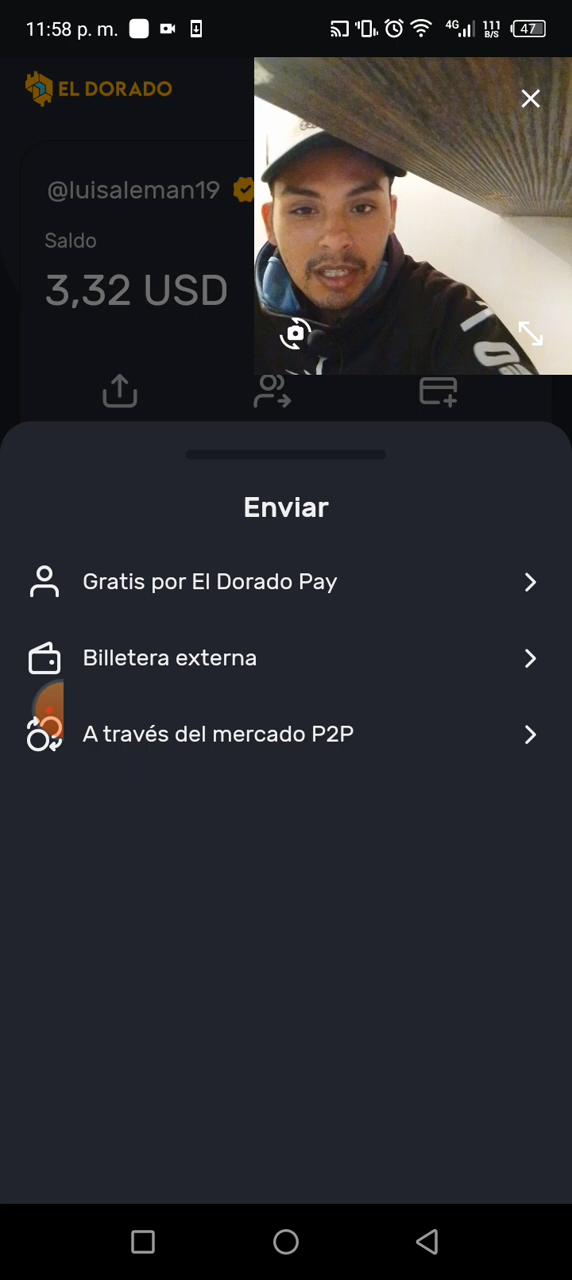 11:58 p. m.
4G
111
B/S
47
EL DORADO
@luisaleman19
Saldo
3,32 USD
Enviar
Gratis por El Dorado Pay
Billetera externa
A través del mercado P2P